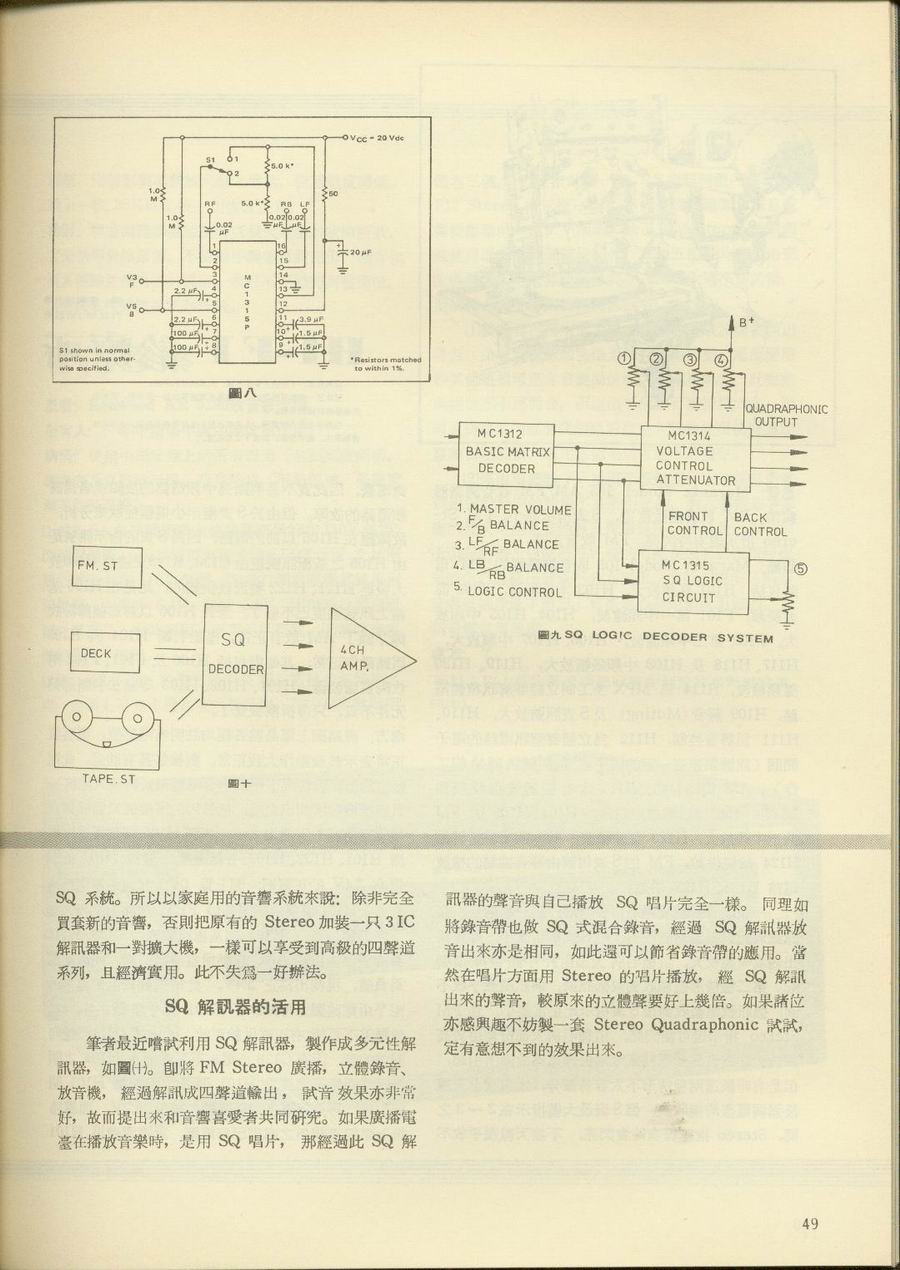 VCC = 20 Vdc
S1
1
2
5.0 k*
1.0
M
5.0 k*
50
RF
RB
LF
1.0
M
0.02
µF
0.02
µF
0.02
µF
1
2
3
4
5
6
7
8
16
15
14
13
12
11
10
9
MC1315P
+
20 µF
V3
F
2.2 µF
V5
B
2.2 µF
100 µF
100 µF
3.9 µF
1.5 µF
1.5 µF
S1 shown in normal
position unless other-
wise specified.
*Resistors matched
to within 1%.
圖八
B+
①
②
③
④
QUADRAPHONIC
OUTPUT
MC1312
BASIC MATRIX
DECODER
MC1314
VOLTAGE
CONTROL
ATTENUATOR
1. MASTER VOLUME
2. F/B BALANCE
3. LF/RF BALANCE
4. LB/RB BALANCE
5. LOGIC CONTROL
FRONT
CONTROL
BACK
CONTROL
MC1315
SQ LOGIC
CIRCUIT
⑤
圖九 SQ LOGIC DECODER SYSTEM
FM. ST
DECK
TAPE. ST
SQ
DECODER
4CH
AMP.
圖十
SQ 系統。所以以家庭用的音響系統來說：除非完全
買套新的音響，否則把原有的 Stereo 加裝一只 3 IC
解訊器和一對擴大機，一樣可以享受到高級的四聲道
系列，且經濟實用。此不失爲一好辦法。
SQ 解訊器的活用
筆者最近嚐試利用 SQ 解訊器，製作成多元性解
訊器，如圖㈩。卽將 FM Stereo 廣播，立體錄音、
放音機，經過解訊成四聲道輸出，試音效果亦非常
好，故而提出來和音響喜愛者共同研究。如果廣播電
臺在播放音樂時，是用 SQ 唱片，那經過此 SQ 解
訊器的聲音與自己播放 SQ 唱片完全一樣。同理如
將錄音帶也做 SQ 式混合錄音，經過 SQ 解訊器放
音出來亦是相同，如此還可以節省錄音帶的應用。當
然在唱片方面用 Stereo 的唱片播放，經 SQ 解訊
出來的聲音，較原來的立體聲要好上幾倍。如果諸位
亦感興趣不妨製一套 Stereo Quadraphonic 試試，
定有意想不到的效果出來。
49